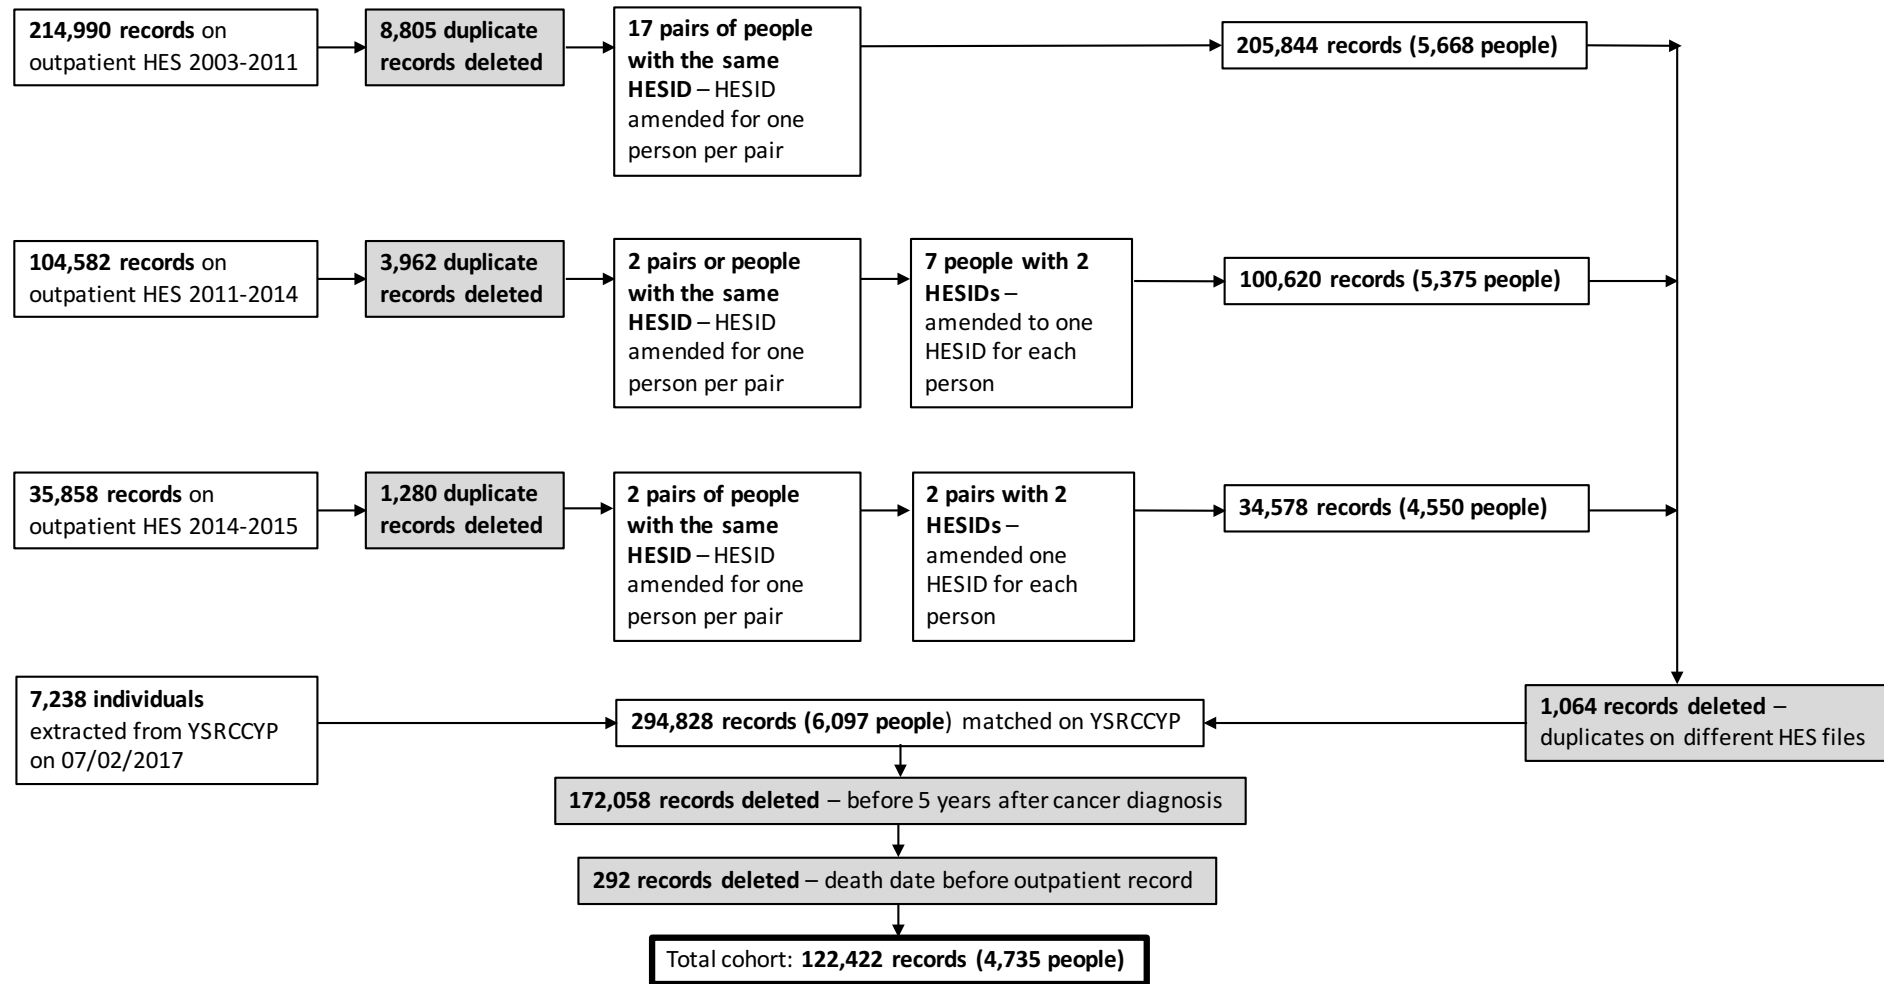 214,990 records on
outpatient HES 2003-2011
8,805 duplicate
records deleted
17 pairs of people
with the same
HESID – HESID
amended for one
person per pair
205,844 records (5,668 people)
104,582 records on
outpatient HES 2011-2014
3,962 duplicate
records deleted
2 pairs or people
with the same
HESID – HESID
amended for one
person per pair
7 people with 2
HESIDs –
amended to one
HESID for each
person
100,620 records (5,375 people)
35,858 records on
outpatient HES 2014-2015
1,280 duplicate
records deleted
2 pairs of people
with the same
HESID – HESID
amended for one
person per pair
2 pairs with 2
HESIDs –
amended one
HESID for each
person
34,578 records (4,550 people)
7,238 individuals
extracted from YSRCCYP
on 07/02/2017
294,828 records (6,097 people) matched on YSRCCYP
1,064 records deleted –
duplicates on different HES files
172,058 records deleted – before 5 years after cancer diagnosis
292 records deleted – death date before outpatient record
Total cohort: 122,422 records (4,735 people)